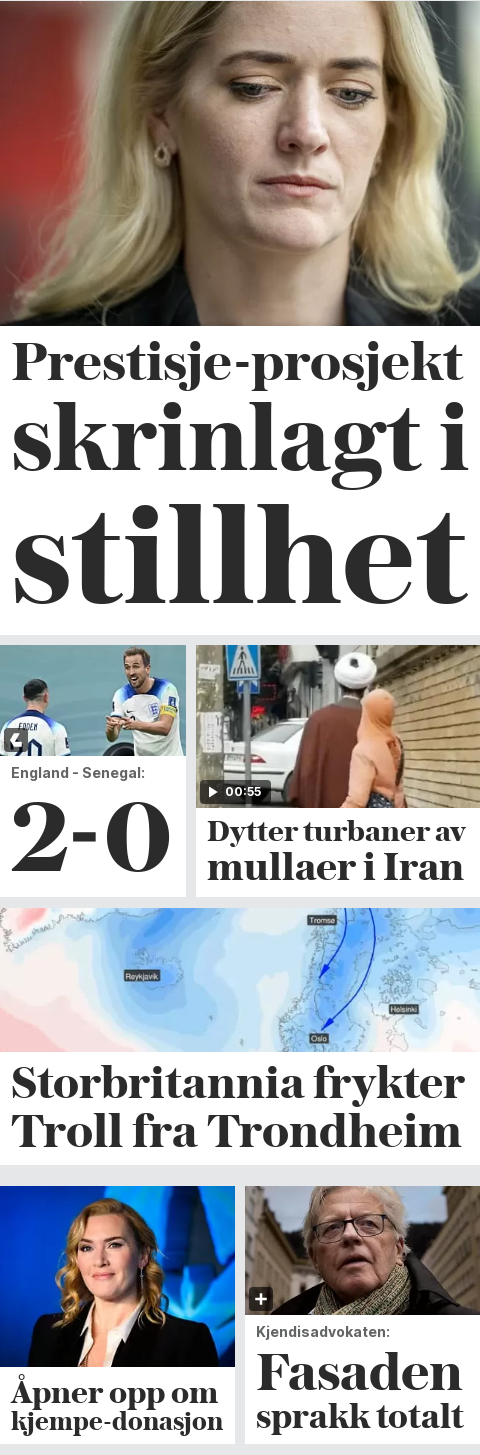 Prestisje-prosjekt
skrinlagt i
stillhet
FODEN
20
England - Senegal:
2-0
00:55
Dytter turbaner av
mullaer i Iran
Tromsø
Reykjavik
Helsinki
Oslo
Storbritannia frykter
Troll fra Trondheim
Åpner opp om
kjempe-donasjon
Kjendisadvokaten:
Fasaden
sprakk totalt